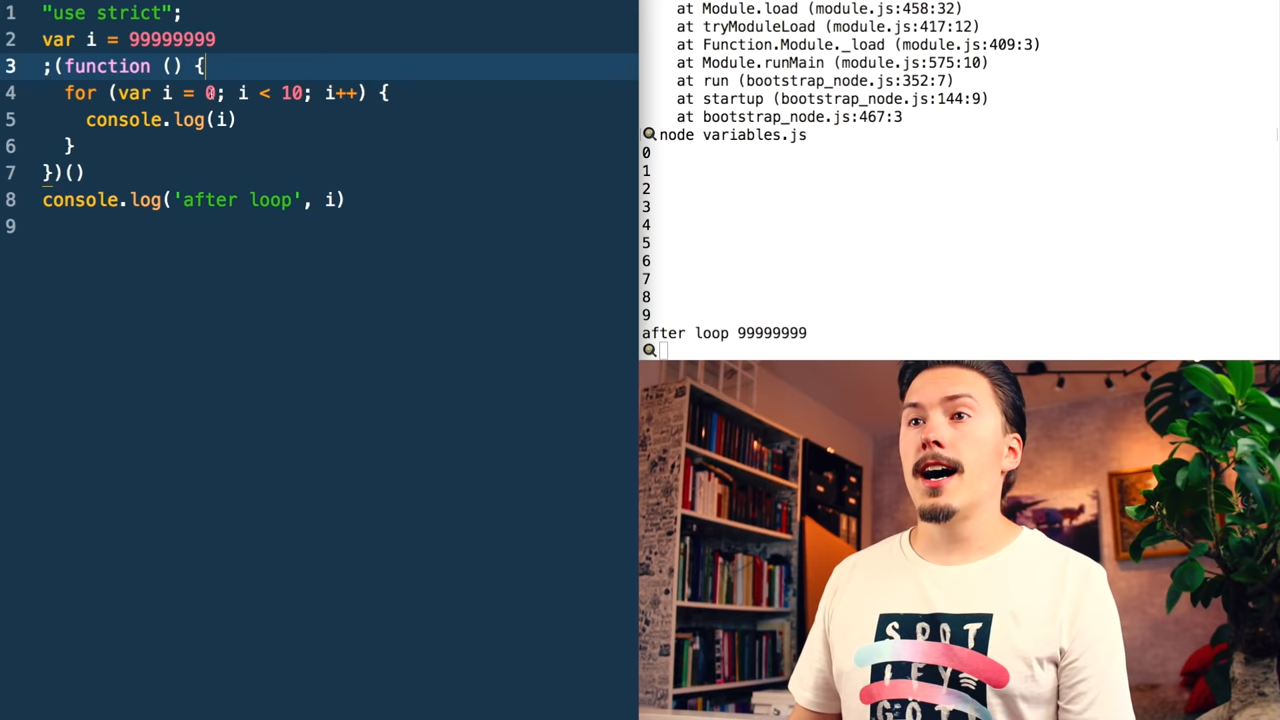 1 "use strict";
2 var i = 99999999
3 ;(function () {
4 for (var i = 0; i < 10; i++) {
5 console.log(i)
6 }
7 })()
8 console.log('after loop', i)
9
at Module.load (module.js:458:32)
at tryModuleLoad (module.js:417:12)
at Function.Module._load (module.js:409:3)
at Module.runMain (module.js:575:10)
at run (bootstrap_node.js:352:7)
at startup (bootstrap_node.js:144:9)
at bootstrap_node.js:467:3
node variables.js
0
1
2
3
4
5
6
7
8
9
after loop 99999999
SPOT
IFY
GOT